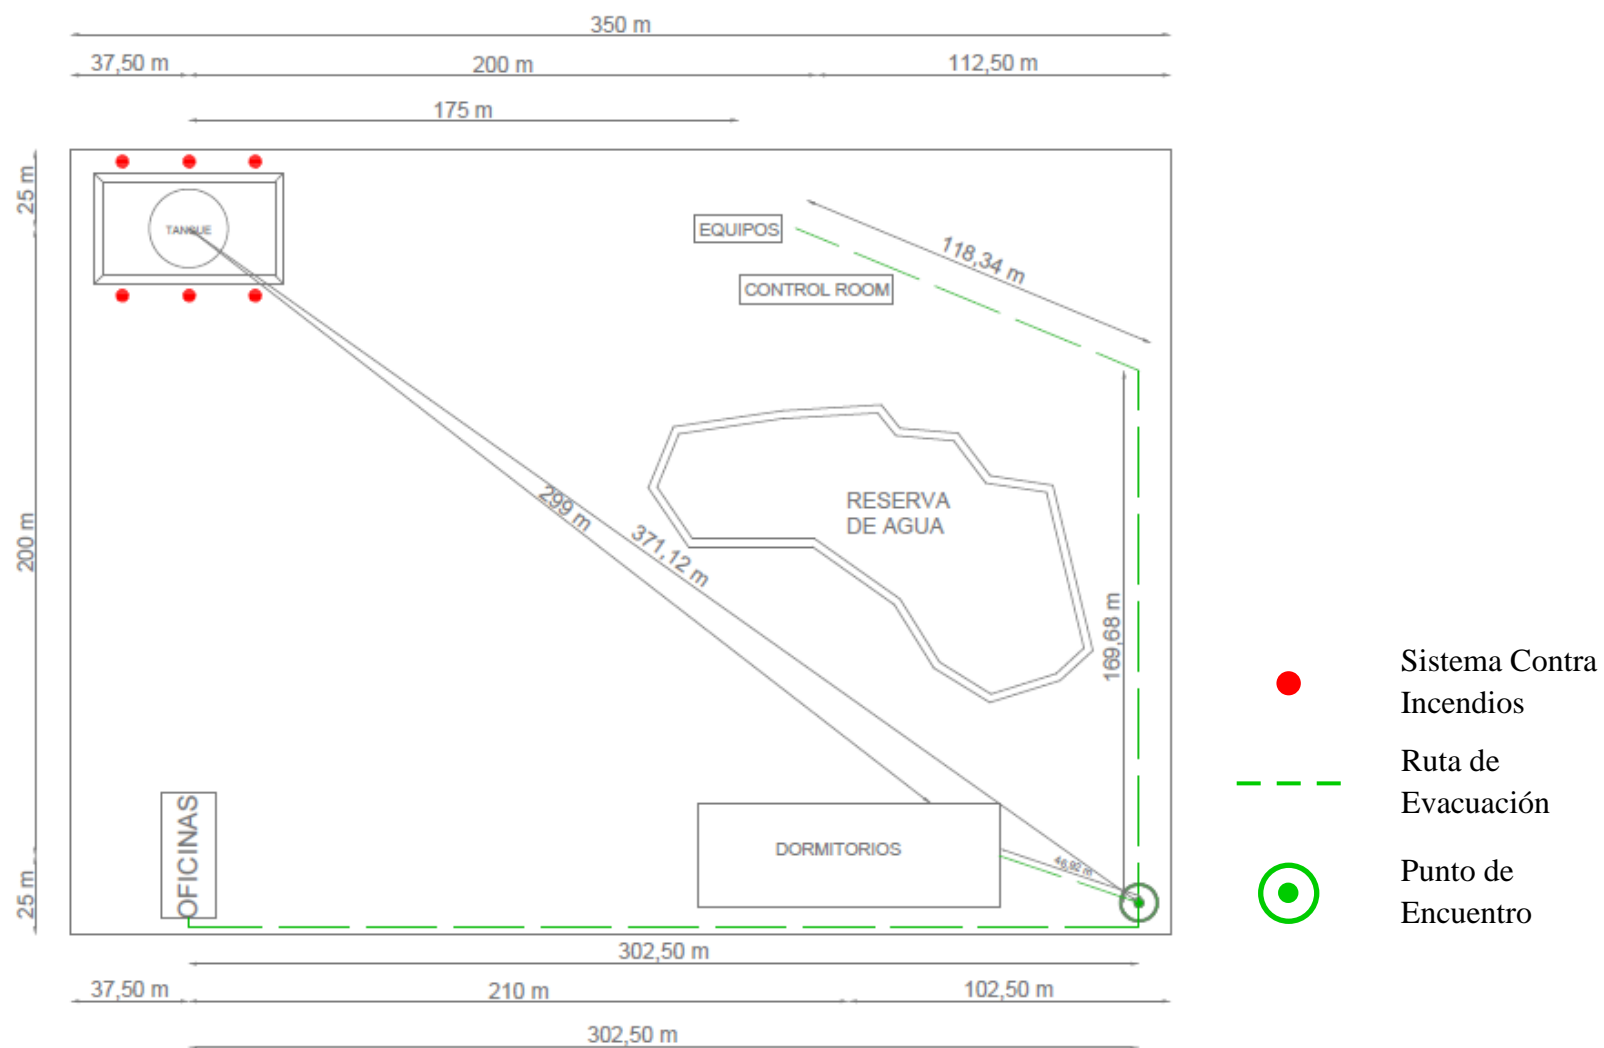 350 m
37,50 m
200 m
112,50 m
175 m
25 m
TANQUE
EQUIPOS
118,34 m
CONTROL ROOM
200 m
299 m
371,12 m
RESERVA
DE AGUA
169,68 m
Sistema Contra
Incendios
Ruta de
Evacuación
Punto de
Encuentro
25 m
OFICINAS
DORMITORIOS
46,92 m
302,50 m
37,50 m
210 m
102,50 m
302,50 m